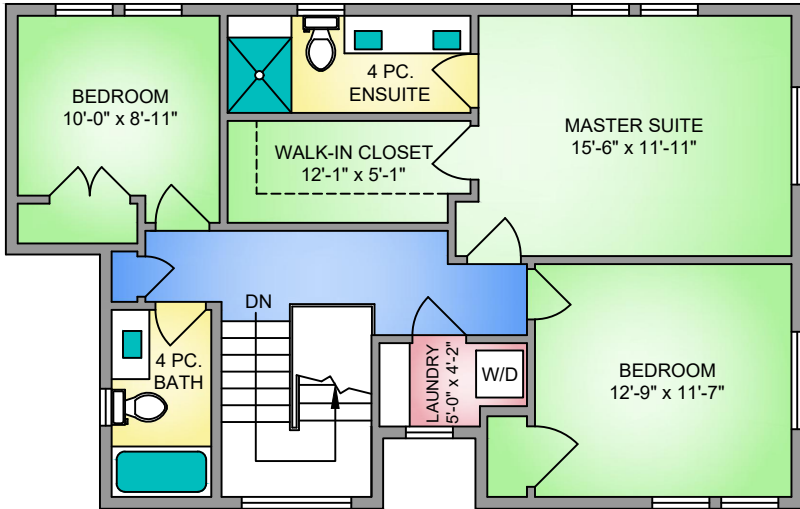 BEDROOM
10'-0" x 8'-11"
4 PC.
ENSUITE
WALK-IN CLOSET
12'-1" x 5'-1"
MASTER SUITE
15'-6" x 11'-11"
DN
4 PC.
BATH
LAUNDRY
5'-0" x 4'-2"
W/D
BEDROOM
12'-9" x 11'-7"